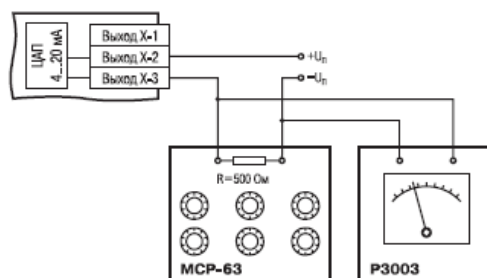 ЦАП
4...20 мА
Выход X-1
Выход X-2
Выход X-3
+Uп
−Uп
R=500 Ом
МСР-63
Р3003